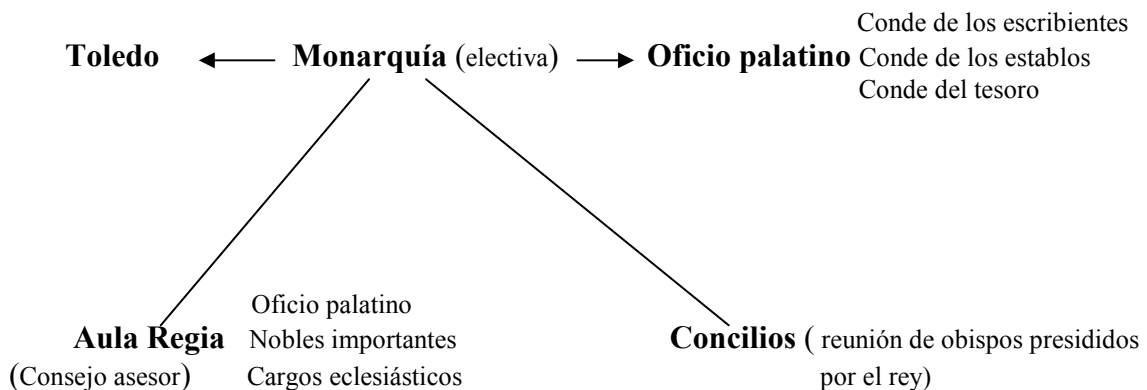 Conde de los escribientes
Toledo Monarquía (electiva) Oficio palatino Conde de los establos
Conde del tesoro
Oficio palatino
Aula Regia Nobles importantes Concilios ( reunión de obispos presididos
(Consejo asesor) Cargos eclesiásticos por el rey)